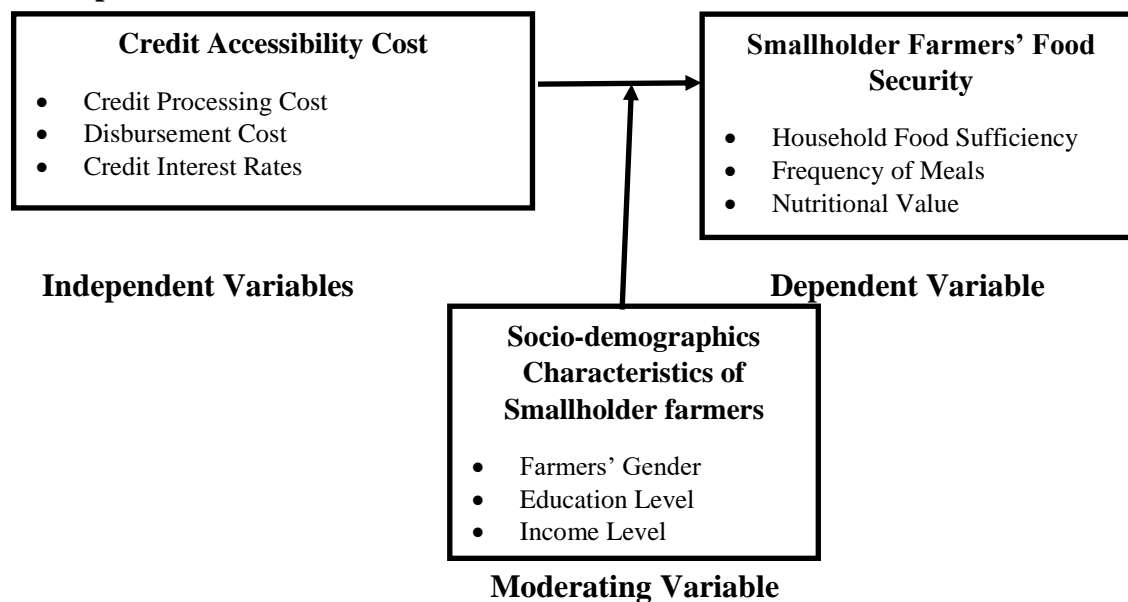 Credit Accessibility Cost
• Credit Processing Cost
• Disbursement Cost
• Credit Interest Rates
Smallholder Farmers’ Food
Security
• Household Food Sufficiency
• Frequency of Meals
• Nutritional Value
Independent Variables
Dependent Variable
Socio-demographics
Characteristics of
Smallholder farmers
• Farmers’ Gender
• Education Level
• Income Level
Moderating Variable